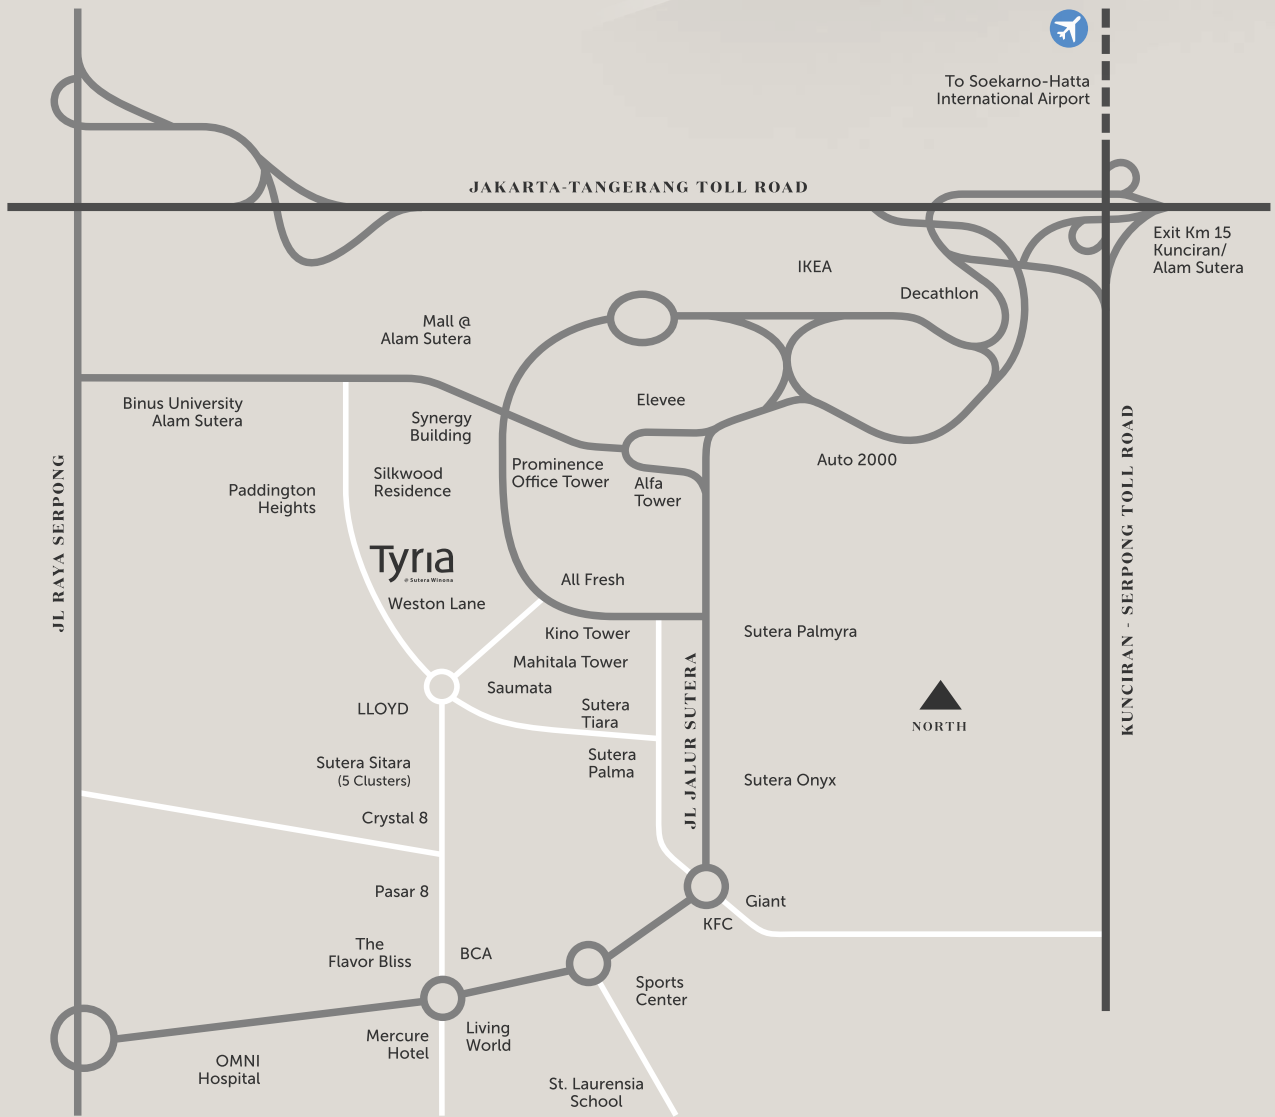 To Soekarno-Hatta
International Airport
JAKARTA-TANGERANG TOLL ROAD
Exit Km 15
Kunciran/
Alam Sutera
IKEA
Decathlon
Mall @
Alam Sutera
Binus University
Alam Sutera
Elevee
Synergy
Building
Auto 2000
Prominence
Office Tower
Silkwood
Residence
Alfa
Tower
Paddington
Heights
JL RAYA SERPONG
KUNCIRAN - SERPONG TOLL ROAD
Tyria
@ Sutera Winona
All Fresh
Weston Lane
Kino Tower
Sutera Palmyra
Mahitala Tower
Saumata
LLOYD
Sutera
Tiara
JL JALUR SUTERA
NORTH
Sutera Sitara
(5 Clusters)
Sutera
Palma
Sutera Onyx
Crystal 8
Pasar 8
Giant
KFC
The
Flavor Bliss
BCA
Sports
Center
Mercure
Hotel
Living
World
OMNI
Hospital
St. Laurensia
School